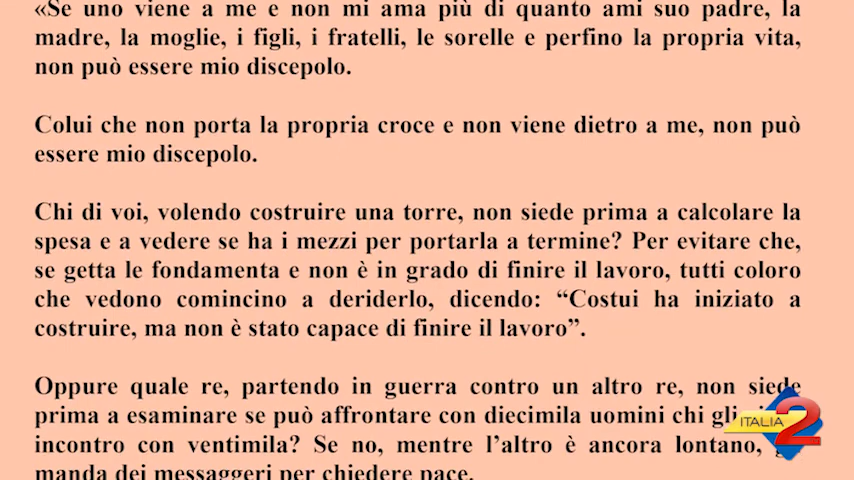 «Se uno viene a me e non mi ama più di quanto ami suo padre, la
madre, la moglie, i figli, i fratelli, le sorelle e perfino la propria vita,
non può essere mio discepolo.
Colui che non porta la propria croce e non viene dietro a me, non può
essere mio discepolo.
Chi di voi, volendo costruire una torre, non siede prima a calcolare la
spesa e a vedere se ha i mezzi per portarla a termine? Per evitare che,
se getta le fondamenta e non è in grado di finire il lavoro, tutti coloro
che vedono comincino a deriderlo, dicendo: “Costui ha iniziato a
costruire, ma non è stato capace di finire il lavoro”.
Oppure quale re, partendo in guerra contro un altro re, non siede
prima a esaminare se può affrontare con diecimila uomini chi gli
incontro con ventimila? Se no, mentre l’altro è ancora lontano,
manda dei messaggeri per chiedere pace.
ITALIA 2